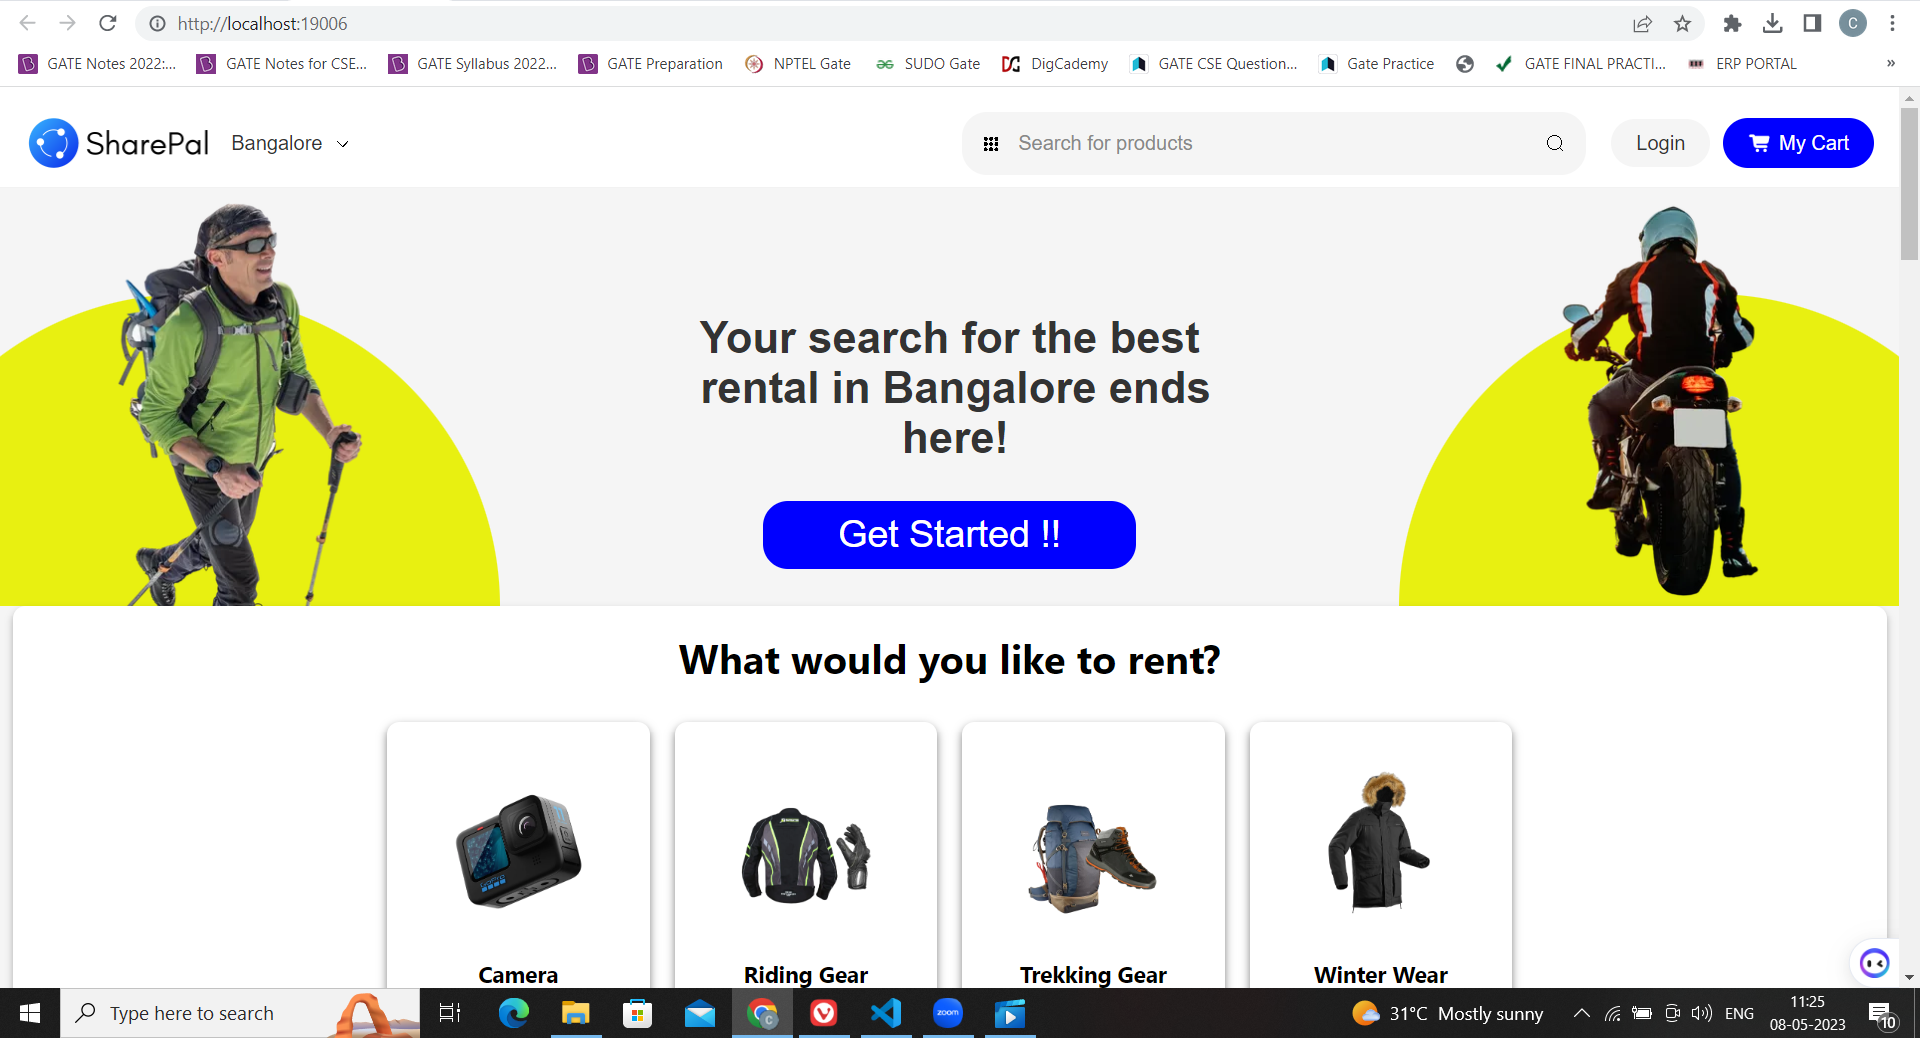 http://localhost:19006
C
GATE Notes 2022:...
GATE Notes for CSE...
GATE Syllabus 2022...
GATE Preparation
NPTEL Gate
SUDO Gate
DigCademy
GATE CSE Question...
Gate Practice
GATE FINAL PRACTI...
ERP PORTAL
»
SharePal
Bangalore
Search for products
Login
My Cart
Your search for the best
rental in Bangalore ends
here!
Get Started !!
What would you like to rent?
Camera
Riding Gear
Trekking Gear
Winter Wear
Type here to search
C
zoom
31°C Mostly sunny
ENG
11:25
08-05-2023
10